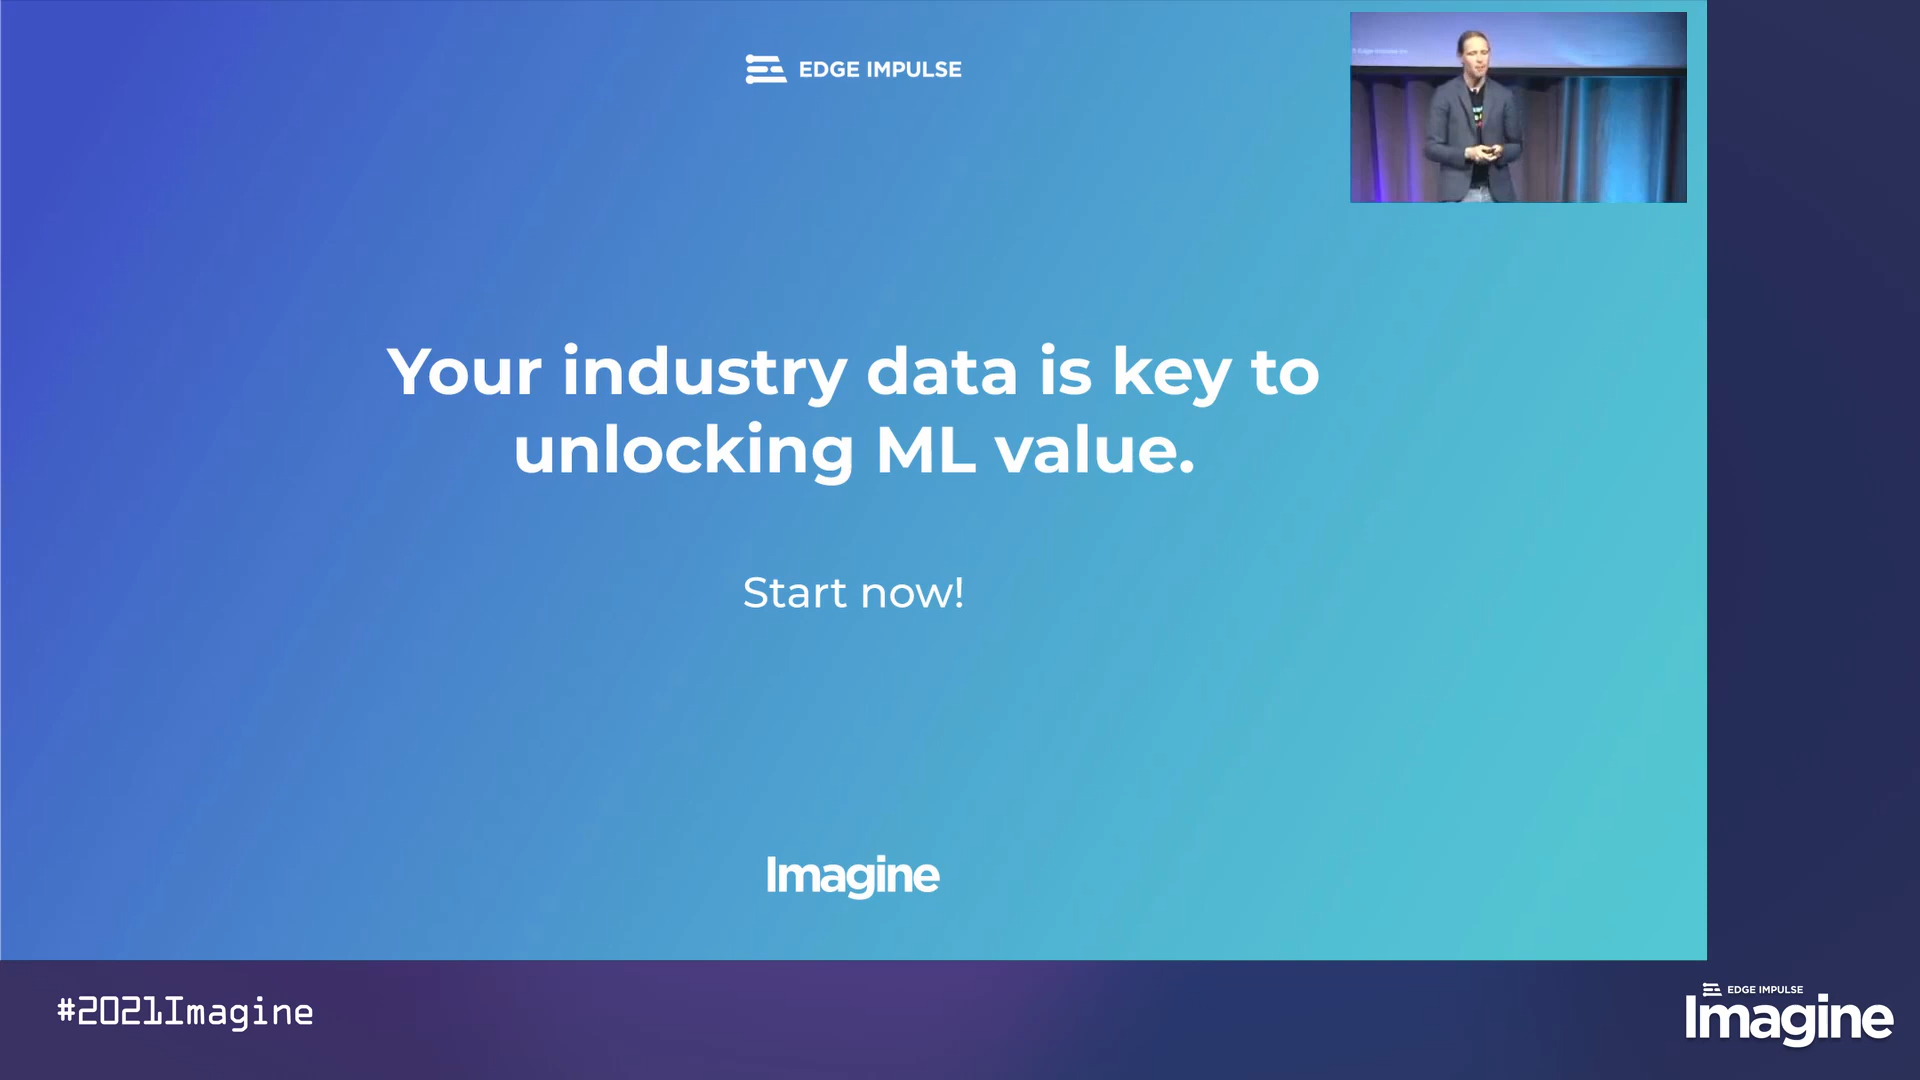 EDGE IMPULSE
Your industry data is key to
unlocking ML value.
Start now!
Imagine
#2021Imagine
EDGE IMPULSE
Imagine